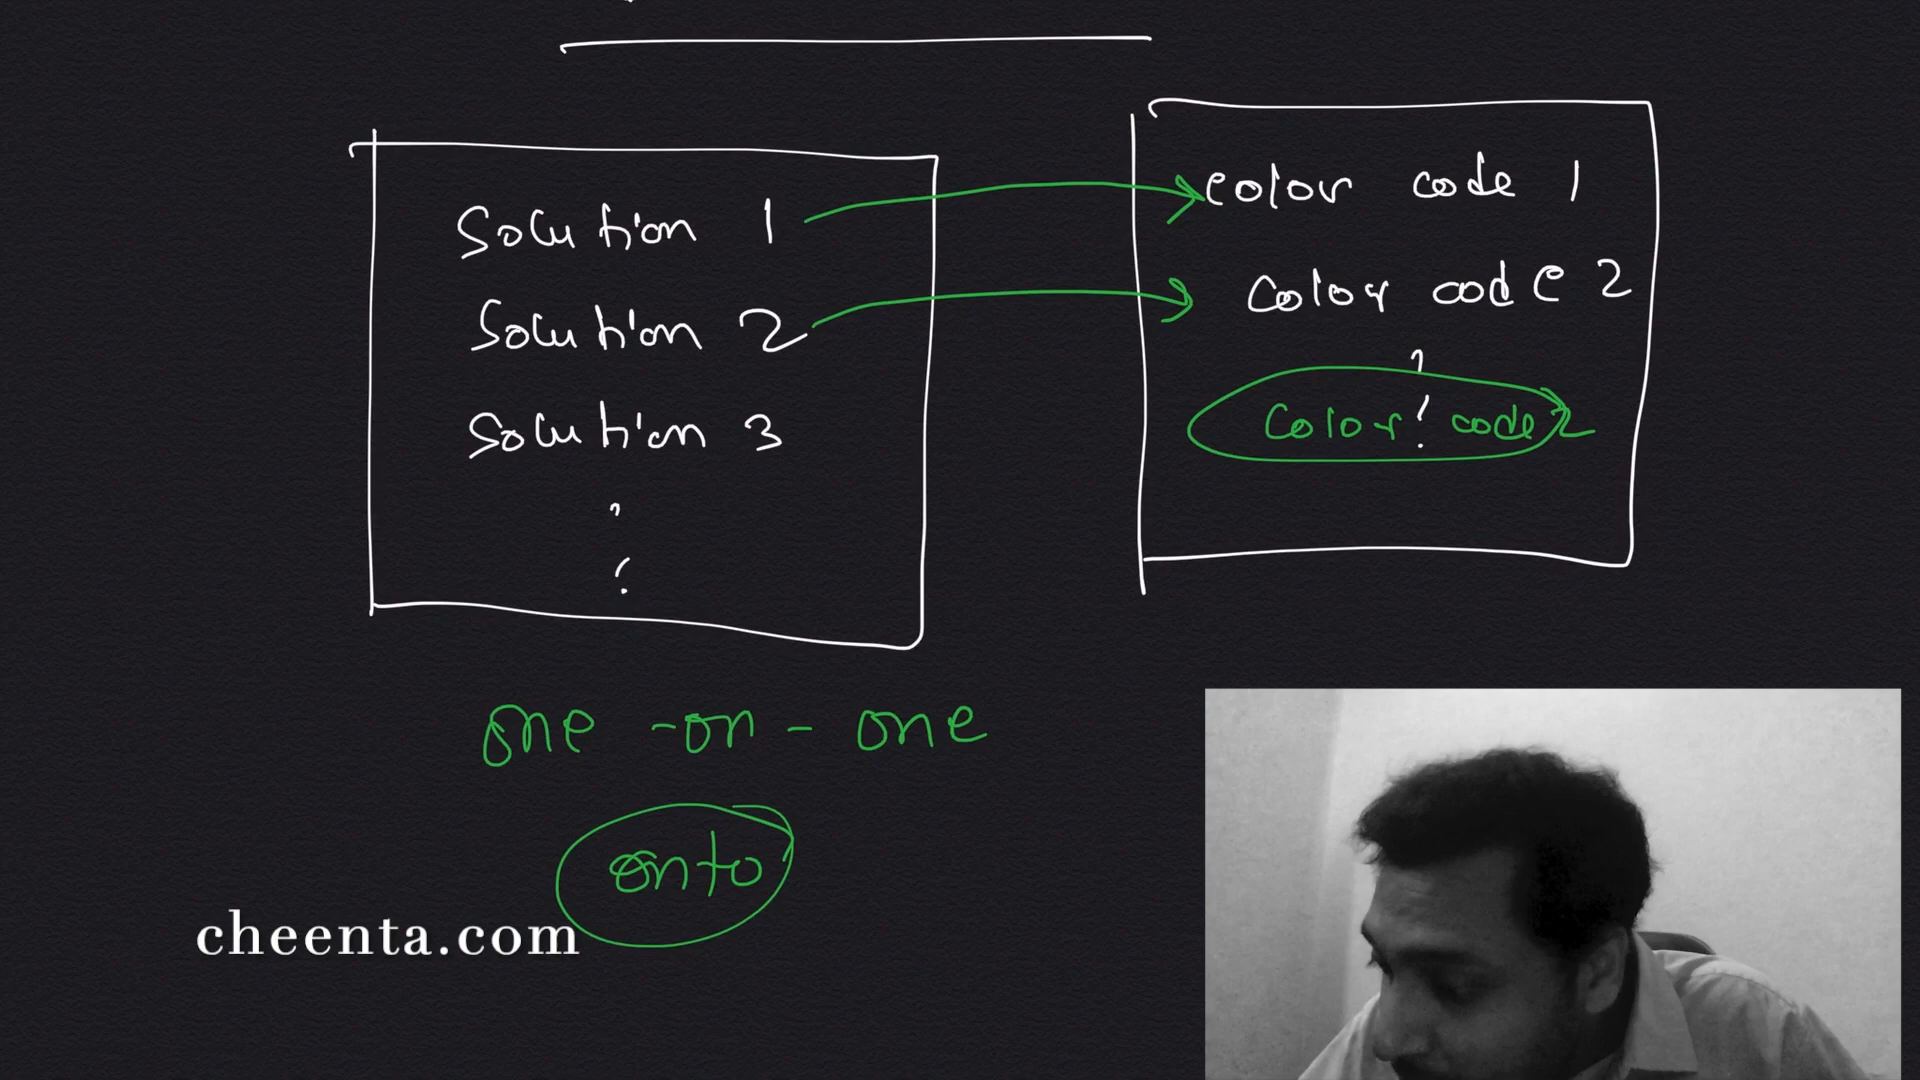 Solution 1
Solution 2
Solution 3
color code 1
color code 2
color code 2
one - on - one
onto
cheenta.com